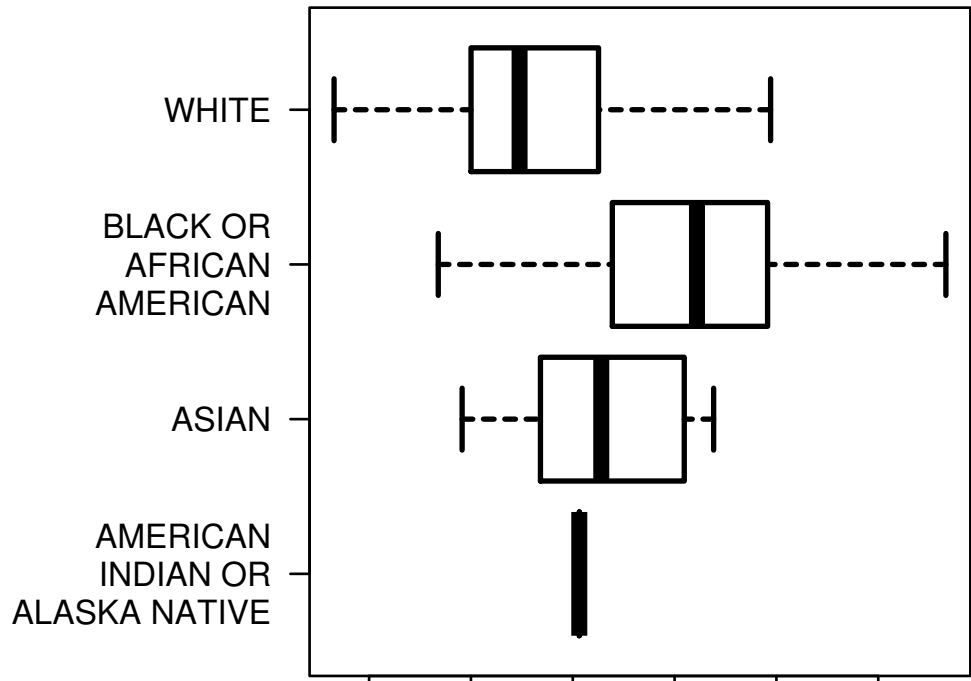 WHITE
BLACK OR
AFRICAN
AMERICAN
ASIAN
AMERICAN
INDIAN OR
ALASKA NATIVE